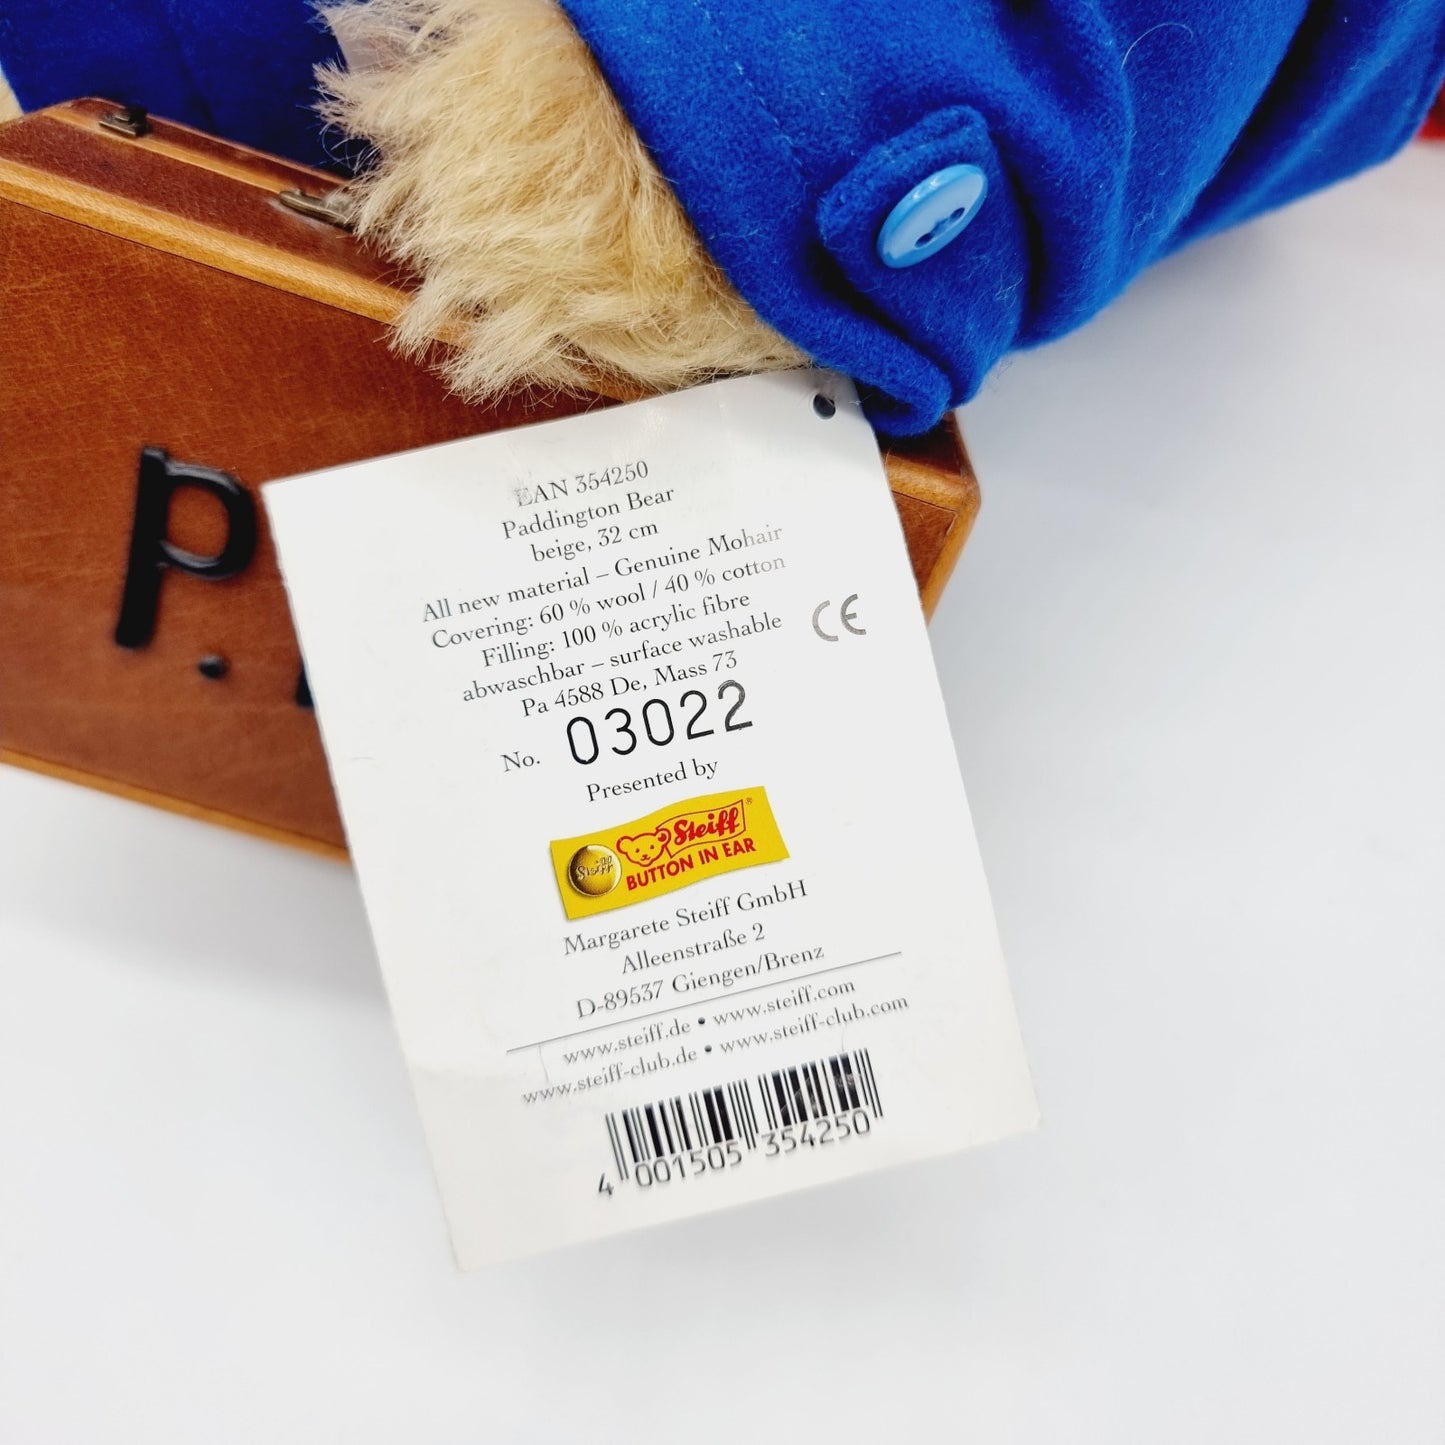 P.
EAN 354250
Paddington Bear
beige, 32 cm
All new material – Genuine Mohair
Covering: 60 % wool / 40 % cotton
Filling: 100 % acrylic fibre
abwaschbar – surface washable
Pa 4588 De, Mass 73
CE
No. 03022
Presented by
Steiff
Steiff®
BUTTON IN EAR
Margarete Steiff GmbH
Alleenstraße 2
D-89537 Giengen/Brenz
www.steiff.de • www.steiff.com
www.steiff-club.de • www.steiff-club.com
4 001505 354250